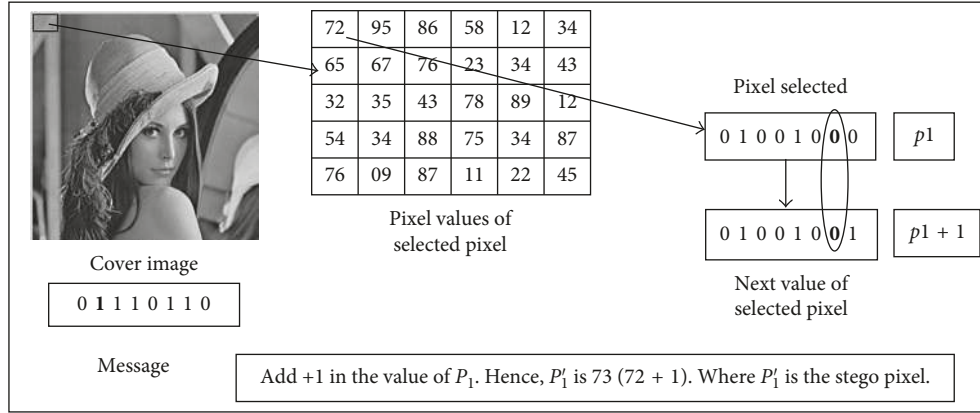 72 95 86 58 12 34
65 67 76 23 34 43
32 35 43 78 89 12
54 34 88 75 34 87
76 09 87 11 22 45
Pixel values of
selected pixel
Cover image
0 1 1 1 0 1 1 0
Message
Pixel selected
0 1 0 0 1 0 0 0 p1
0 1 0 0 1 0 0 1 p1 + 1
Next value of
selected pixel
Add +1 in the value of P₁. Hence, P′₁ is 73 (72 + 1). Where P′₁ is the stego pixel.